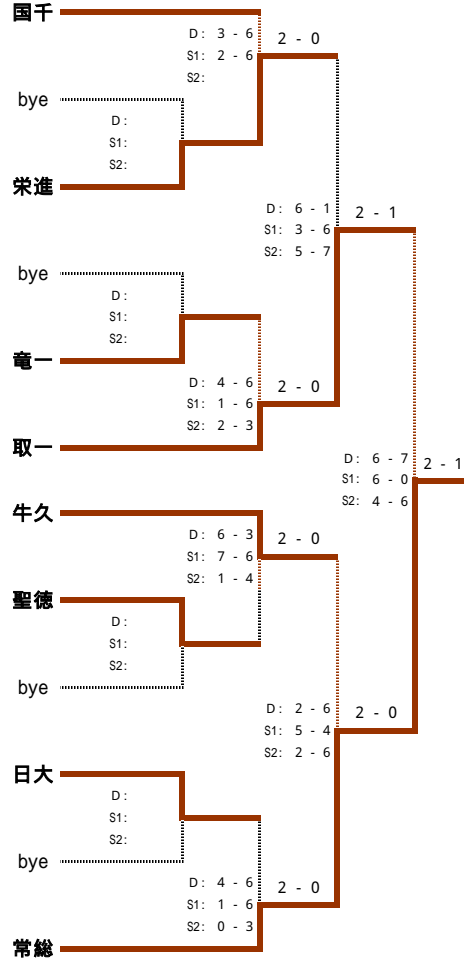 国千
D: 3 - 6
S1: 2 - 6
S2:
2 - 0
bye
D:
S1:
S2:
栄進
D: 6 - 1
S1: 3 - 6
S2: 5 - 7
2 - 1
bye
D:
S1:
S2:
竜一
D: 4 - 6
S1: 1 - 6
S2: 2 - 3
2 - 0
取一
D: 6 - 7
S1: 6 - 0
S2: 4 - 6
2 - 1
牛久
D: 6 - 3
S1: 7 - 6
S2: 1 - 4
2 - 0
聖徳
D:
S1:
S2:
bye
D: 2 - 6
S1: 5 - 4
S2: 2 - 6
2 - 0
日大
D:
S1:
S2:
bye
D: 4 - 6
S1: 1 - 6
S2: 0 - 3
2 - 0
常総